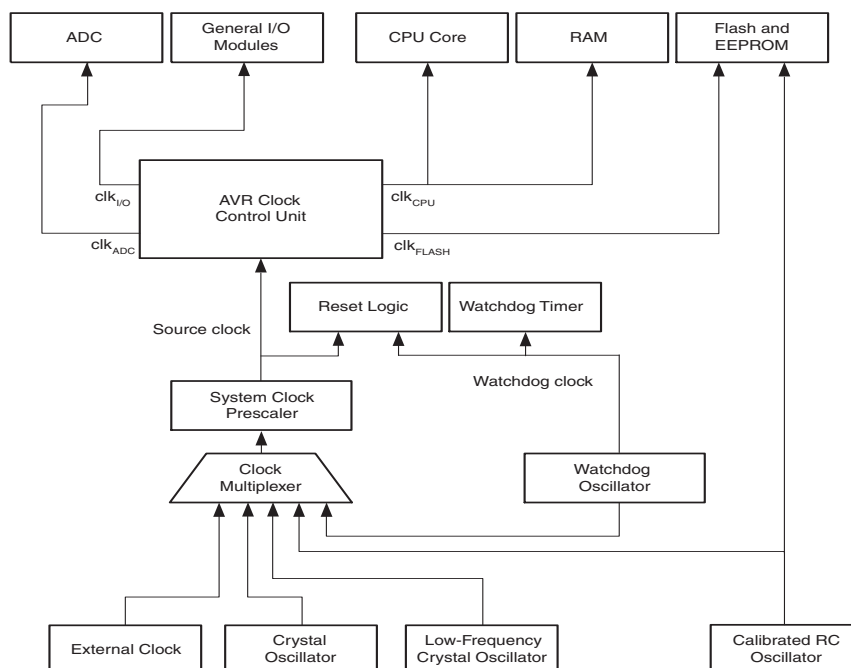 ADC
General I/O
Modules
CPU Core
RAM
Flash and
EEPROM
clkI/O
AVR Clock
Control Unit
clkCPU
clkADC
clkFLASH
Reset Logic
Watchdog Timer
Source clock
Watchdog clock
System Clock
Prescaler
Clock
Multiplexer
Watchdog
Oscillator
External Clock
Crystal
Oscillator
Low-Frequency
Crystal Oscillator
Calibrated RC
Oscillator